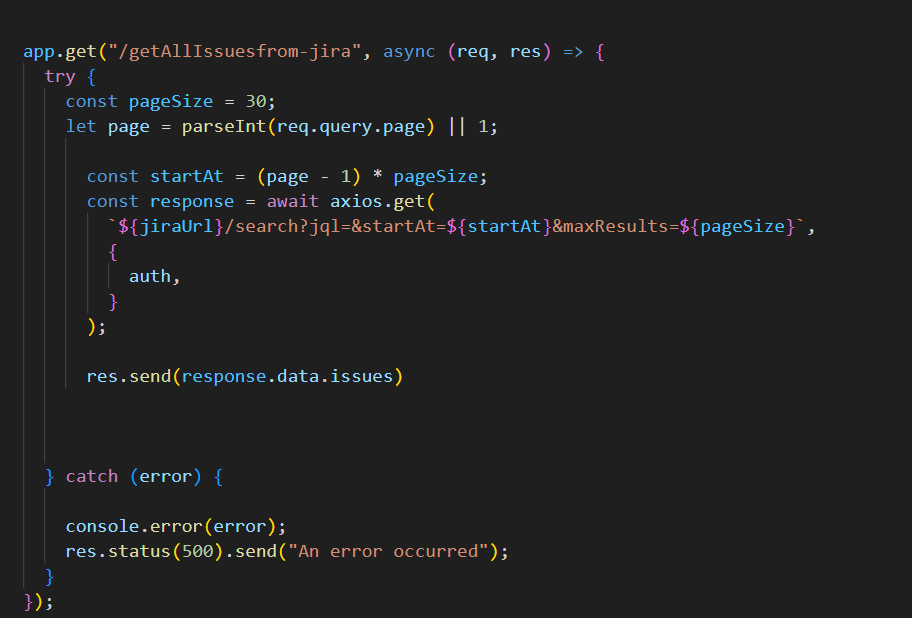 app.get("/getAllIssuesfrom-jira", async (req, res) => {
  try {
    const pageSize = 30;
    let page = parseInt(req.query.page) || 1;

      const startAt = (page - 1) * pageSize;
      const response = await axios.get(
        `${jiraUrl}/search?jql=&startAt=${startAt}&maxResults=${pageSize}`,
        {
          auth,
        }
      );

      res.send(response.data.issues)

  } catch (error) {

    console.error(error);
    res.status(500).send("An error occurred");
  }
});